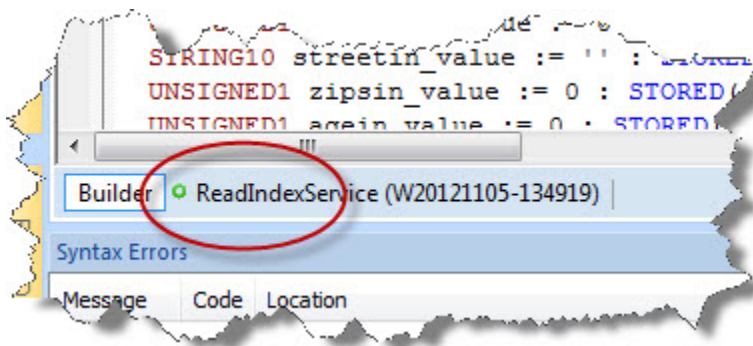 STRING10 streetin_value := '' :
UNSIGNED1 zipsin_value := 0 : STORED(
UNSIGNED1 agein_value := 0 : STORED(
Builder ReadIndexService (W20121105-134919)
Syntax Errors
Message Code Location